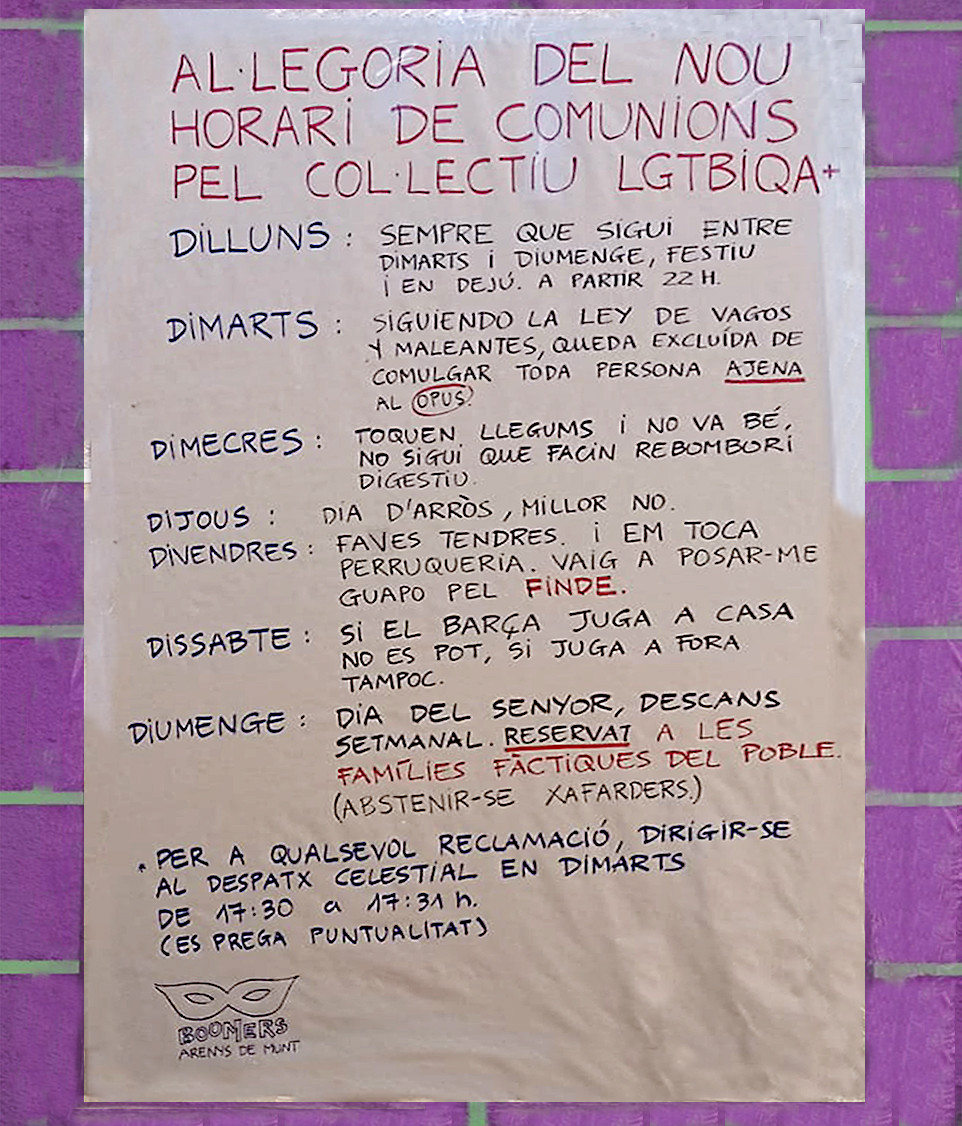 AL·LEGORIA DEL NOU
HORARI DE COMUNIONS
PEL COL·LECTIU LGTBIQA+
DILLUNS : SEMPRE QUE SIGUI ENTRE
DIMARTS I DIUMENGE, FESTIU
I EN DEJÚ. A PARTIR 22 H.
DIMARTS : SIGUIENDO LA LEY DE VAGOS
Y MALEANTES, QUEDA EXCLUÍDA DE
COMULGAR TODA PERSONA AJENA
AL OPUS.
DIMECRES : TOQUEN LLEGUMS I NO VA BÉ,
NO SIGUI QUE FACIN REBOMBORI
DIGESTIU.
DIJOUS : DIA D'ARRÒS, MILLOR NO.
DIVENDRES : FAVES TENDRES. I EM TOCA
PERRUQUERIA. VAIG A POSAR-ME
GUAPO PEL FINDE.
DISSABTE : SI EL BARÇA JUGA A CASA
NO ES POT, SI JUGA A FORA
TAMPOC.
DIUMENGE : DIA DEL SENYOR, DESCANS
SETMANAL. RESERVAT A LES
FAMÍLIES FÀCTIQUES DEL POBLE.
(ABSTENIR-SE XAFARDERS.)
* PER A QUALSEVOL RECLAMACIÓ, DIRIGIR-SE
AL DESPATX CELESTIAL EN DIMARTS
DE 17:30 a 17:31 h.
(ES PREGA PUNTUALITAT)
BOOMERS
ARENYS DE MUNT